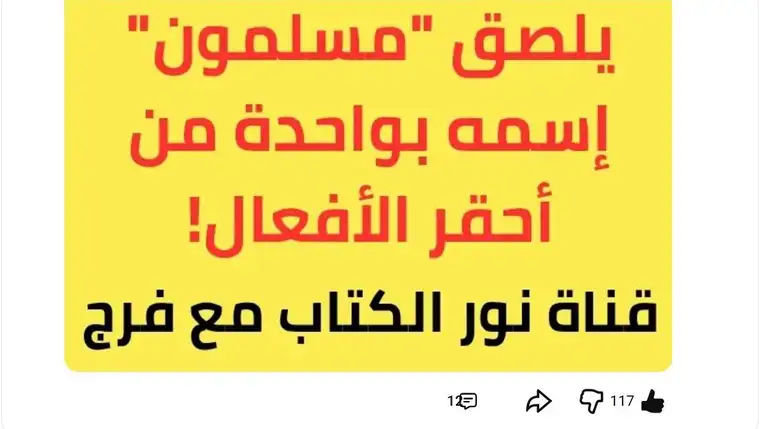 يلصق "مسلمون"
إسمه بواحدة من
أحقر الأفعال!
قناة نور الكتاب مع فرج
12
117